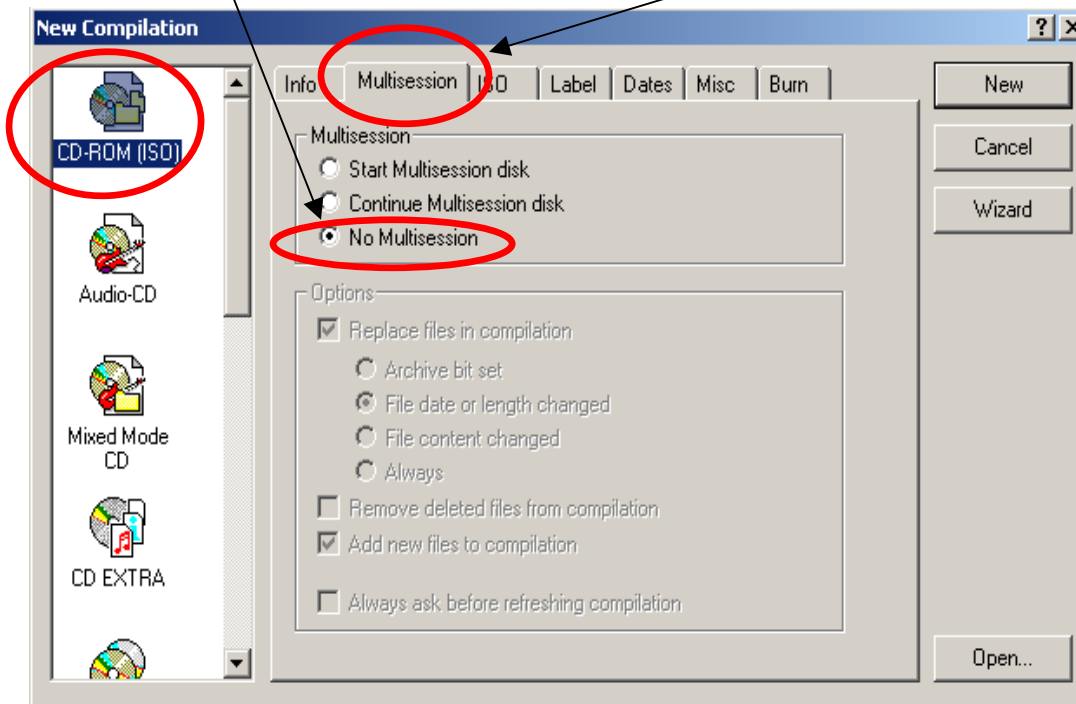 New Compilation
CD-ROM (ISO)
Audio-CD
Mixed Mode
CD
CD EXTRA
Info
Multisession
ISO
Label
Dates
Misc
Burn
Multisession
Start Multisession disk
Continue Multisession disk
No Multisession
Options
Replace files in compilation
Archive bit set
File date or length changed
File content changed
Always
Remove deleted files from compilation
Add new files to compilation
Always ask before refreshing compilation
New
Cancel
Wizard
Open...